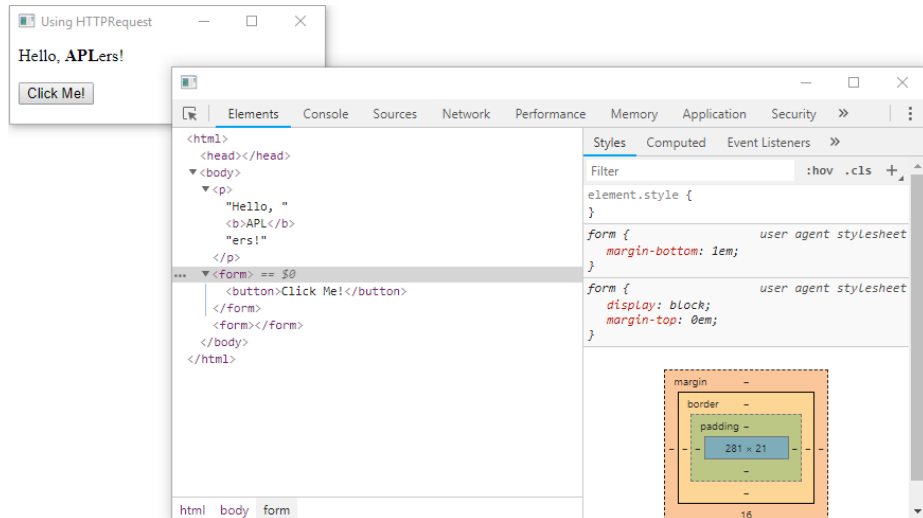 Using HTTPRequest
Hello, APLers!
Click Me!
Elements Console Sources Network Performance Memory Application Security »
<html>
<head></head>
▼<body>
▼<p>
"Hello, "
<b>APL</b>
"ers!"
</p>
... ▼<form> == $0
<button>Click Me!</button>
</form>
<form></form>
</body>
</html>
html body form
Styles Computed Event Listeners »
Filter :hov .cls +
element.style {
}
form { user agent stylesheet
margin-bottom: 1em;
}
form { user agent stylesheet
display: block;
margin-top: 0em;
}
margin –
border –
padding –
– – – 281 × 21 – – –
–
–
16